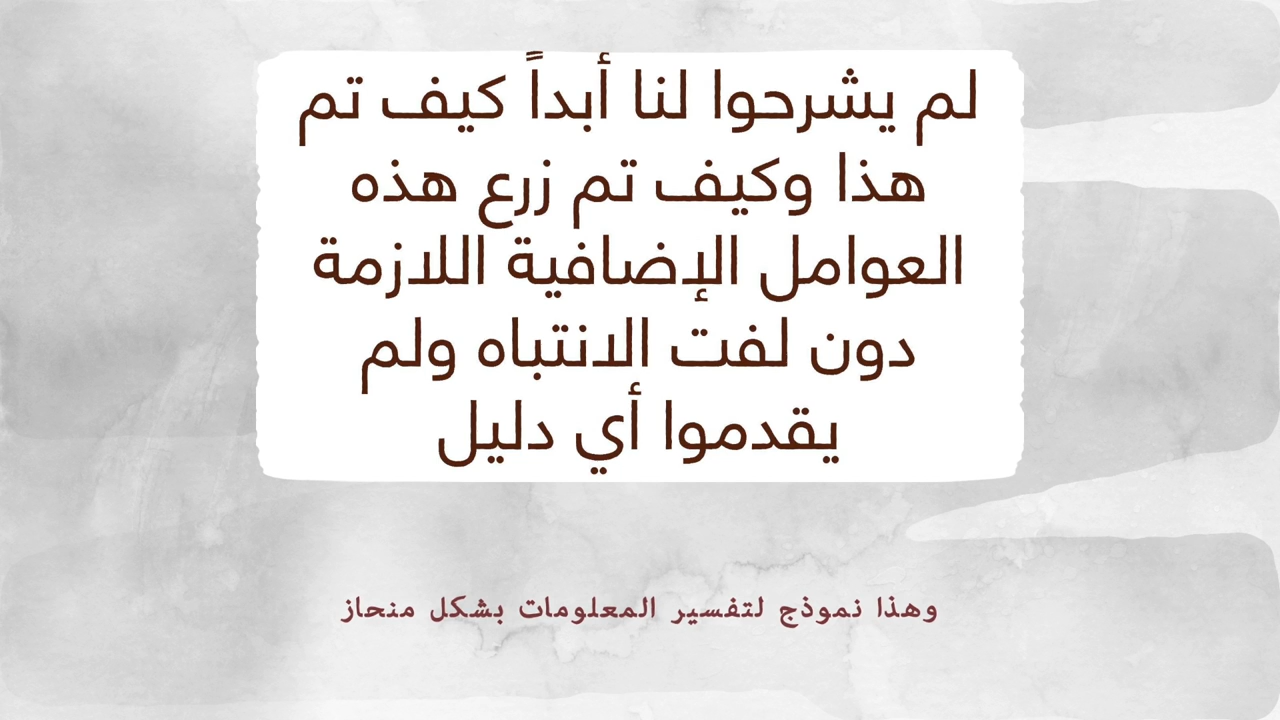 لم يشرحوا لنا أبداً كيف تم
هذا وكيف تم زرع هذه
العوامل الإضافية اللازمة
دون لفت الانتباه ولم
يقدموا أي دليل
وهذا نموذج لتفسير المعلومات بشكل منحاز